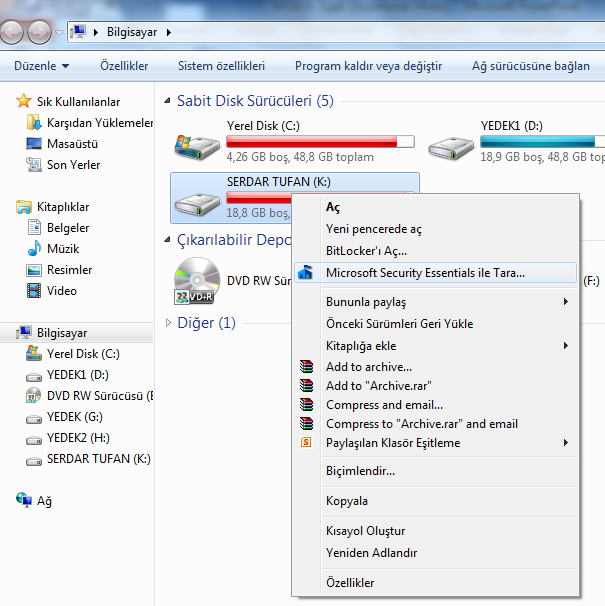 Bilgisayar
Düzenle
Özellikler
Sistem özellikleri
Program kaldır veya değiştir
Ağ sürücüsüne bağlan
Sık Kullanılanlar
Karşıdan Yüklemeler
Masaüstü
Son Yerler
Kitaplıklar
Belgeler
Müzik
Resimler
Video
Bilgisayar
Yerel Disk (C:)
YEDEK1 (D:)
DVD RW Sürücüsü (E
YEDEK (G:)
YEDEK2 (H:)
SERDAR TUFAN (K:)
Ağ
Sabit Disk Sürücüleri (5)
Yerel Disk (C:)
4,26 GB boş, 48,8 GB toplam
YEDEK1 (D:)
18,9 GB boş, 48,8 GB
SERDAR TUFAN (K:)
18,8 GB boş,
Çıkarılabilir Depo
DVD RW Sür
(F:)
DVD+R
Diğer (1)
Aç
Yeni pencerede aç
BitLocker'ı Aç...
Microsoft Security Essentials ile Tara...
Bununla paylaş
Önceki Sürümleri Geri Yükle
Kitaplığa ekle
Add to archive...
Add to "Archive.rar"
Compress and email...
Compress to "Archive.rar" and email
Paylaşılan Klasör Eşitleme
Biçimlendir...
Kopyala
Kısayol Oluştur
Yeniden Adlandır
Özellikler